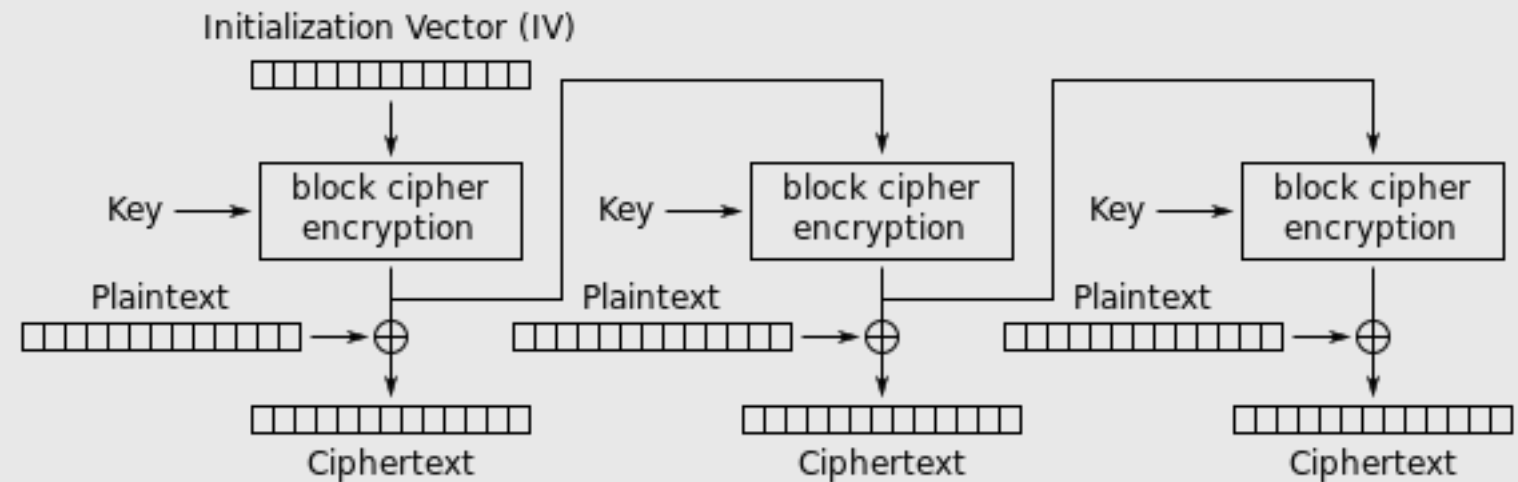 Initialization Vector (IV)
block cipher
encryption
block cipher
encryption
block cipher
encryption
Key
Key
Key
Plaintext
Plaintext
Plaintext
Ciphertext
Ciphertext
Ciphertext